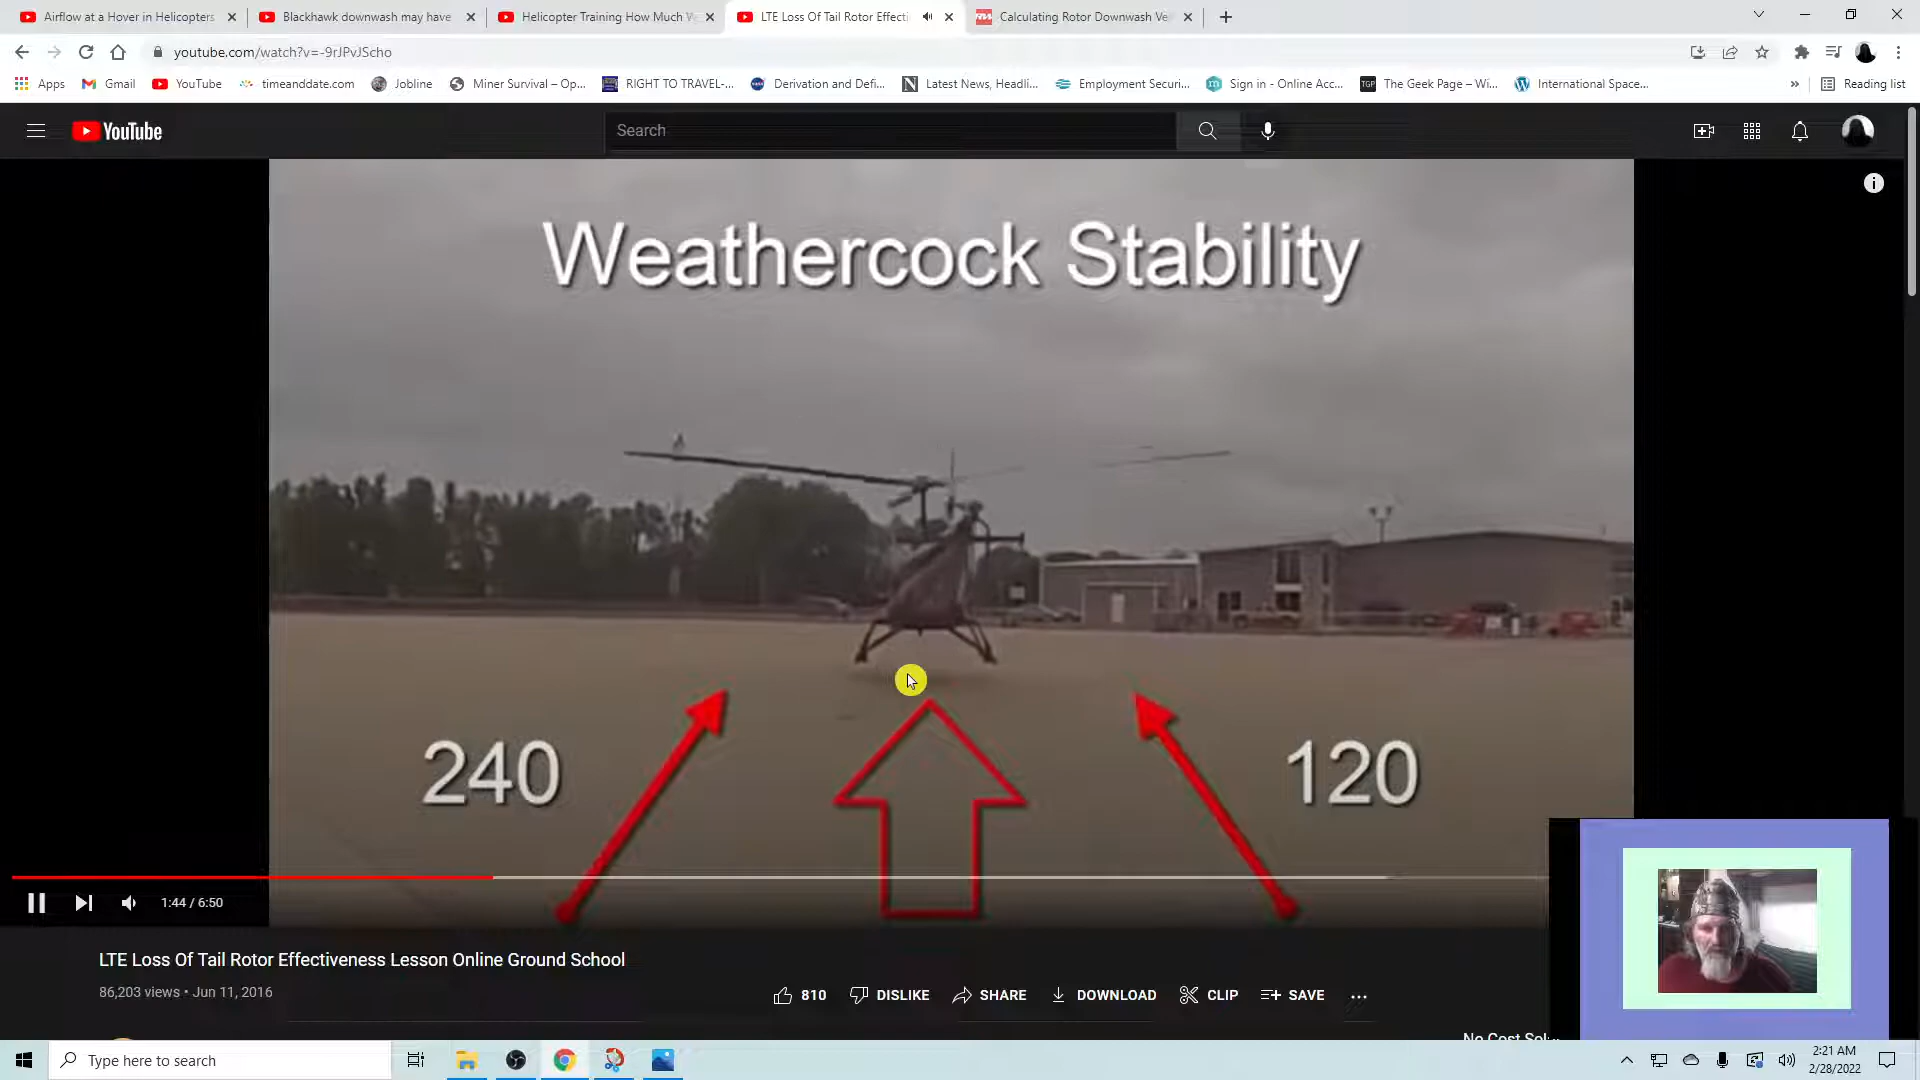 Airflow at a Hover in Helicopters
Blackhawk downwash may have
Helicopter Training How Much
LTE Loss Of Tail Rotor Effecti
Calculating Rotor Downwash Ve
youtube.com/watch?v=-9rJPvJScho
Apps
Gmail
YouTube
timeanddate.com
Jobline
Miner Survival – Op...
RIGHT TO TRAVEL-...
Derivation and Defi...
Latest News, Headli...
Employment Securi...
Sign in - Online Acc...
TGP
The Geek Page – Wi...
International Space...
Reading list
YouTube
Search
Weathercock Stability
240
120
1:44 / 6:50
LTE Loss Of Tail Rotor Effectiveness Lesson Online Ground School
86,203 views • Jun 11, 2016
810
DISLIKE
SHARE
DOWNLOAD
CLIP
SAVE
Type here to search
2:21 AM
2/28/2022